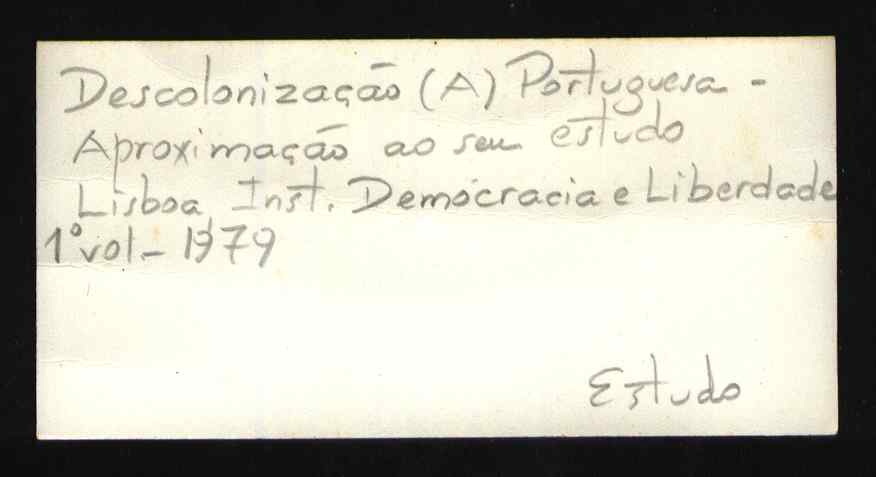 Descolonização (A) Portuguesa -
Aproximação ao seu estudo
Lisboa, Inst. Democracia e Liberdade
1º vol - 1979
Estudo